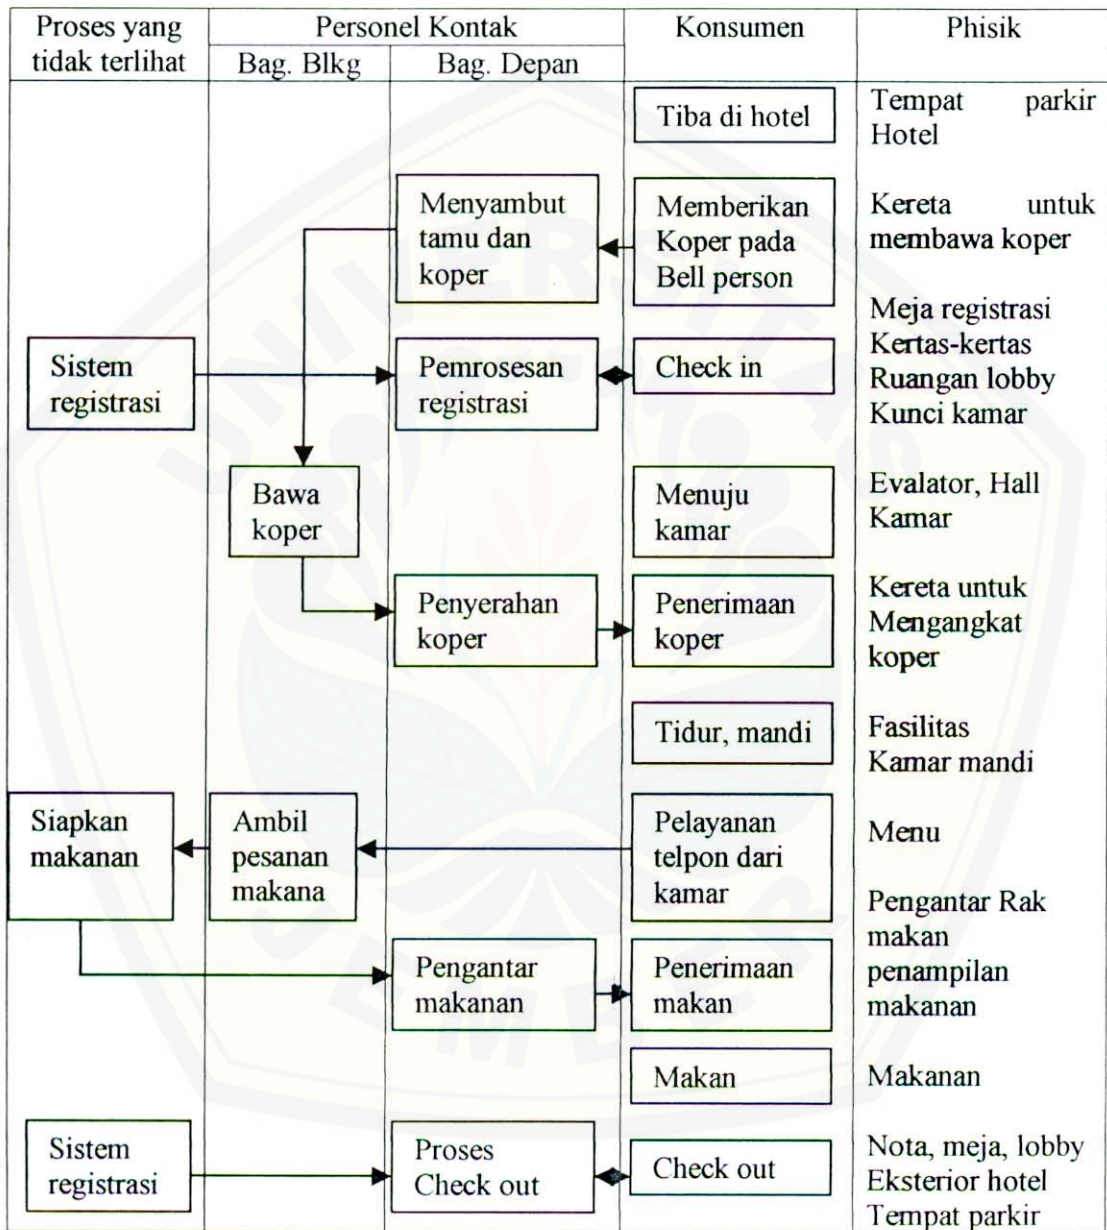 Proses yang
tidak terlihat
Personel Kontak
Bag. Blkg
Bag. Depan
Konsumen
Phisik
Tiba di hotel
Tempat parkir
Hotel
Menyambut
tamu dan
koper
Memberikan
Koper pada
Bell person
Kereta untuk
membawa koper
Sistem
registrasi
Pemrosesan
registrasi
Check in
Meja registrasi
Kertas-kertas
Ruangan lobby
Kunci kamar
Bawa
koper
Menuju
kamar
Evalator, Hall
Kamar
Penyerahan
koper
Penerimaan
koper
Kereta untuk
Mengangkat
koper
Tidur, mandi
Fasilitas
Kamar mandi
Siapkan
makanan
Ambil
pesanan
makana
Pelayanan
telpon dari
kamar
Menu
Pengantar
makanan
Penerimaan
makan
Pengantar Rak
makan
penampilan
makanan
Makan
Makanan
Sistem
registrasi
Proses
Check out
Check out
Nota, meja, lobby
Eksterior hotel
Tempat parkir
UNIVERSITAS
JEMBER